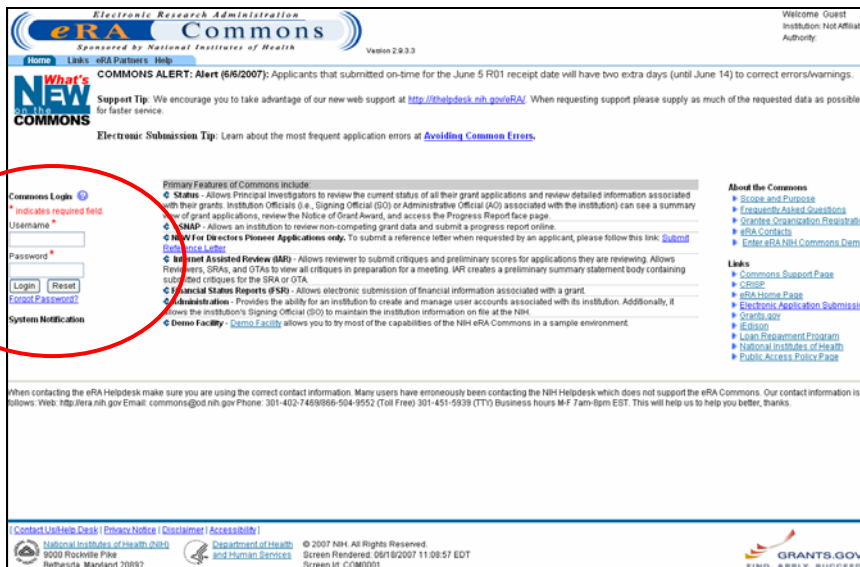 Electronic Research Administration
eRA Commons
Sponsored by National Institutes of Health
Version 2.9.3.3
Welcome Guest
Institution: Not Affiliat
Authority:
Home Links eRA Partners Help
What's NEW on the COMMONS
COMMONS ALERT: Alert (6/6/2007): Applicants that submitted on-time for the June 5 R01 receipt date will have two extra days (until June 14) to correct errors/warnings.
Support Tip: We encourage you to take advantage of our new web support at http://ithelpdesk.nih.gov/eRA/. When requesting support please supply as much of the requested data as possible
for faster service.
Electronic Submission Tip: Learn about the most frequent application errors at Avoiding Common Errors.
Commons Login
* indicates required field.
Username *
Password *
Login Reset
Forgot Password?
System Notification
Primary Features of Commons include:
Status - Allows Principal Investigators to review the current status of all their grant applications and review detailed information associated
with their grants. Institution Officials (i.e., Signing Official (SO) or Administrative Official (AO) associated with the institution) can see a summary
view of grant applications, review the Notice of Grant Award, and access the Progress Report face page.
SNAP - Allows an institution to review non-competing grant data and submit a progress report online.
NEW For Directors Pioneer Applications only. To submit a reference letter when requested by an applicant, please follow this link: Submit
Reference Letter
Internet Assisted Review (IAR) - Allows reviewer to submit critiques and preliminary scores for applications they are reviewing. Allows
Reviewers, SRAs, and GTAs to view all critiques in preparation for a meeting. IAR creates a preliminary summary statement body containing
submitted critiques for the SRA or GTA.
Financial Status Reports (FSR) - Allows electronic submission of financial information associated with a grant.
Administration - Provides the ability for an institution to create and manage user accounts associated with its institution. Additionally, it
allows the institution's Signing Official (SO) to maintain the institution information on file at the NIH.
Demo Facility - Demo Facility allows you to try most of the capabilities of the NIH eRA Commons in a sample environment.
About the Commons
Scope and Purpose
Frequently Asked Questions
Grantee Organization Registrati
eRA Contacts
Enter eRA NIH Commons Dem
Links
Commons Support Page
CRISP
eRA Home Page
Electronic Application Submissi
Grants.gov
iEdison
Loan Repayment Program
National Institutes of Health
Public Access Policy Page
When contacting the eRA Helpdesk make sure you are using the correct contact information. Many users have erroneously been contacting the NIH Helpdesk which does not support the eRA Commons. Our contact information is
follows: Web: http://era.nih.gov Email: commons@od.nih.gov Phone: 301-402-7469/866-504-9552 (Toll Free) 301-451-5939 (TTY) Business hours M-F 7am-8pm EST. This will help us to help you better, thanks.
[ Contact Us/Help Desk | Privacy Notice | Disclaimer | Accessibility ]
National Institutes of Health (NIH)
9000 Rockville Pike
Bethesda, Maryland 20892
Department of Health
and Human Services
© 2007 NIH. All Rights Reserved.
Screen Rendered: 06/18/2007 11:08:57 EDT
Screen Id: COM0001
GRANTS.GOV
FIND. APPLY. SUCCEED